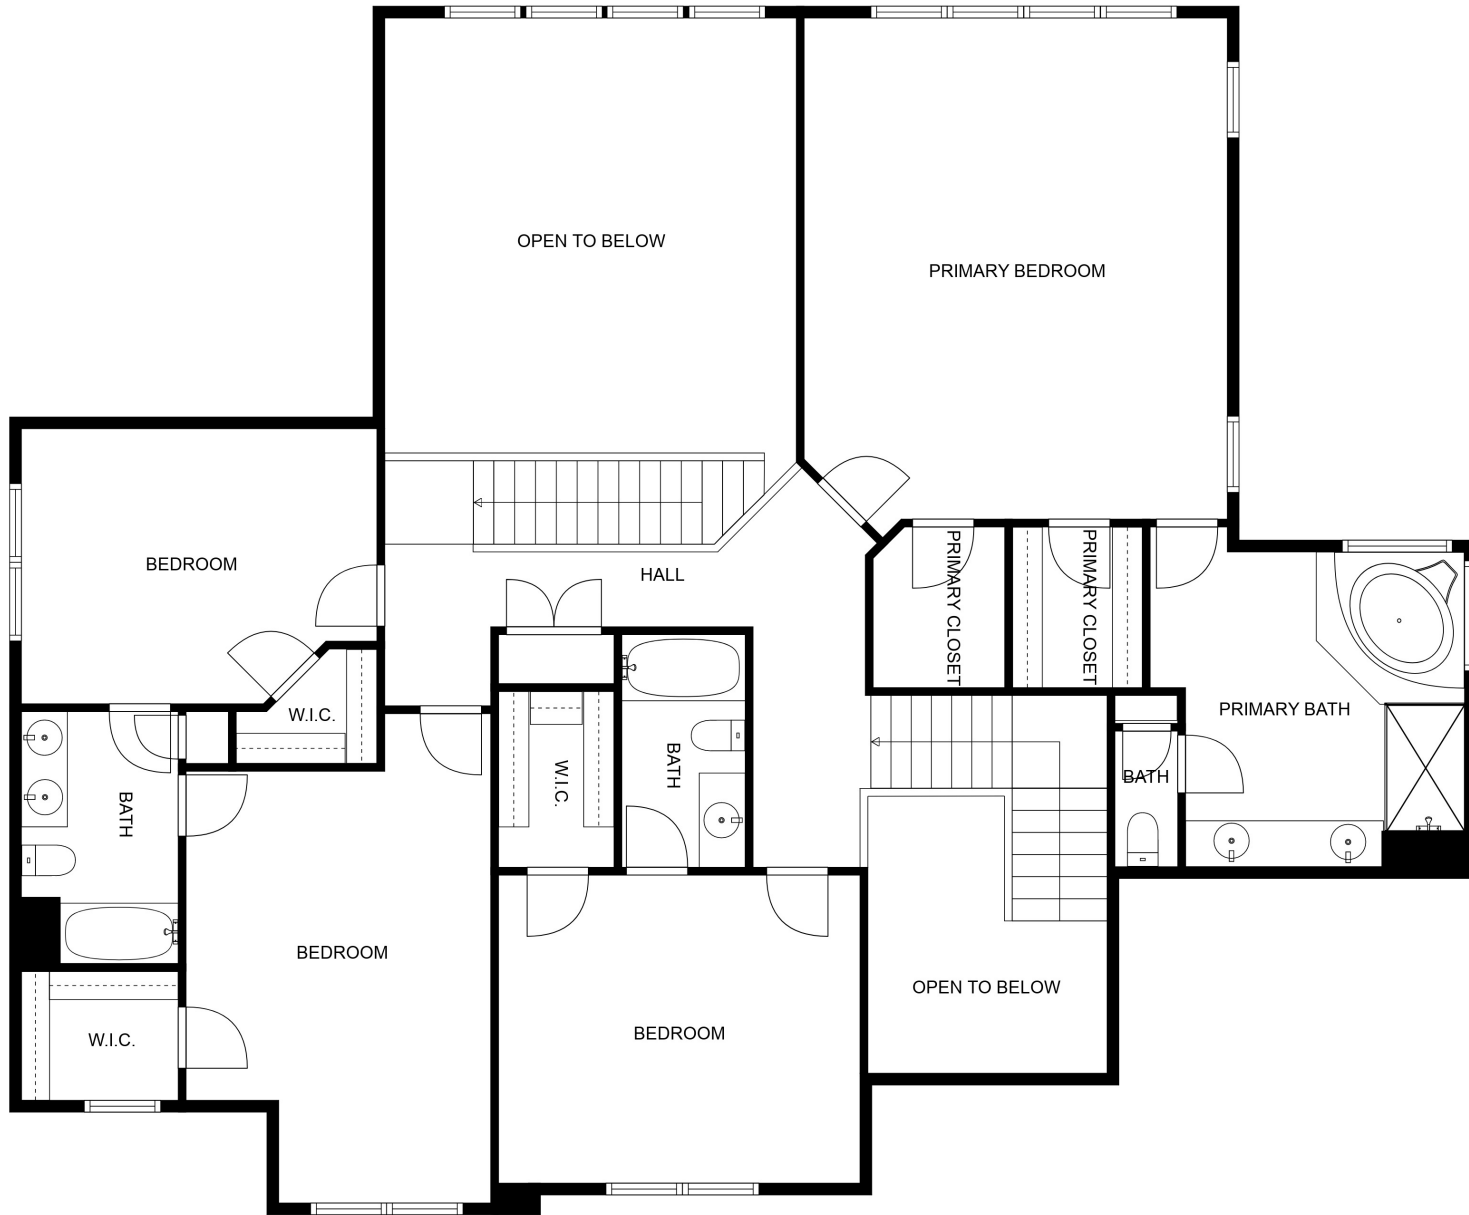 OPEN TO BELOW
PRIMARY BEDROOM
BEDROOM
HALL
PRIMARY CLOSET
PRIMARY CLOSET
W.I.C.
PRIMARY BATH
BATH
W.I.C.
BATH
BATH
BEDROOM
OPEN TO BELOW
BEDROOM
W.I.C.